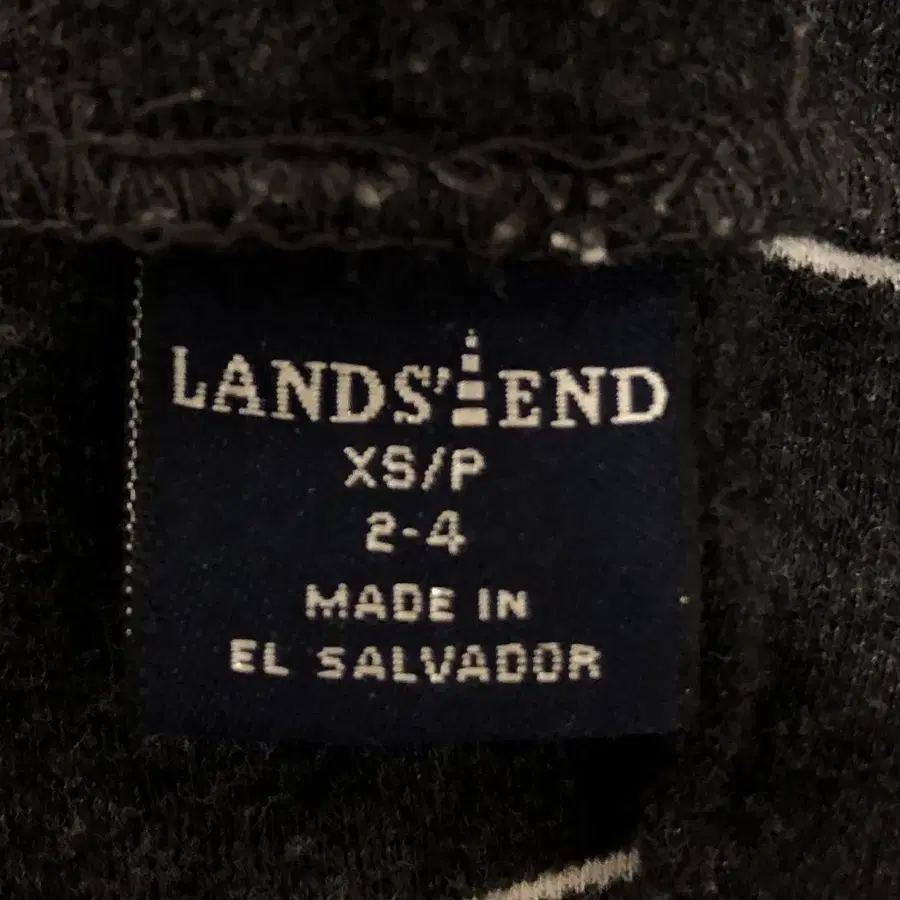 LANDS' END
XS/P
2-4
MADE IN
EL SALVADOR